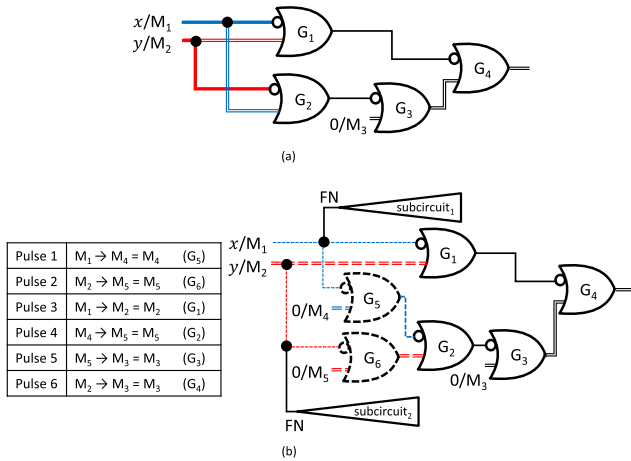 x/M₁
y/M₂
G₁
G₂
0/M₃
G₃
G₄
(a)
FN
subcircuit₁
x/M₁
y/M₂
G₁
0/M₄
G₅
G₄
0/M₅
G₆
G₂
G₃
0/M₃
FN
subcircuit₂
Pulse 1 M₁ → M₄ = M₄ (G₅)
Pulse 2 M₂ → M₅ = M₅ (G₆)
Pulse 3 M₁ → M₂ = M₂ (G₁)
Pulse 4 M₄ → M₅ = M₅ (G₂)
Pulse 5 M₅ → M₃ = M₃ (G₃)
Pulse 6 M₂ → M₃ = M₃ (G₄)
(b)